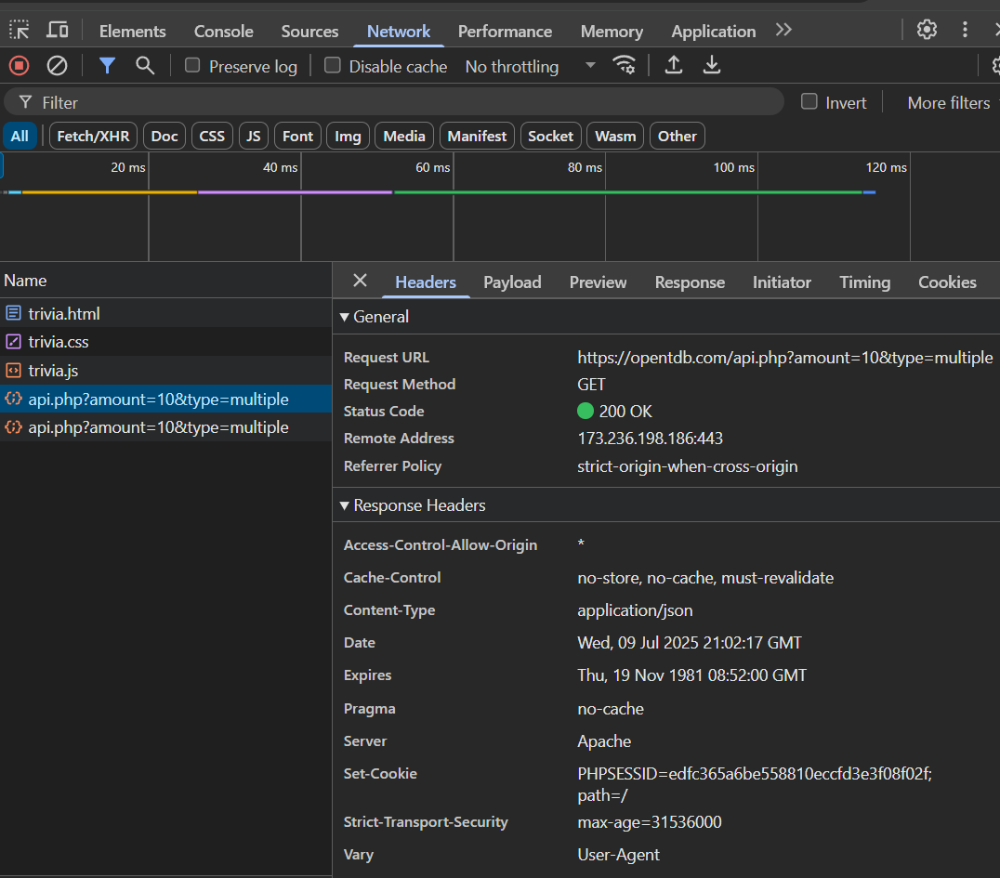 Elements Console Sources Network Performance Memory Application
Preserve log Disable cache No throttling
Filter Invert More filters
All Fetch/XHR Doc CSS JS Font Img Media Manifest Socket Wasm Other
20 ms 40 ms 60 ms 80 ms 100 ms 120 ms
Name
trivia.html
trivia.css
trivia.js
api.php?amount=10&type=multiple
api.php?amount=10&type=multiple
Headers Payload Preview Response Initiator Timing Cookies
General
Request URL https://opentdb.com/api.php?amount=10&type=multiple
Request Method GET
Status Code 200 OK
Remote Address 173.236.198.186:443
Referrer Policy strict-origin-when-cross-origin
Response Headers
Access-Control-Allow-Origin *
Cache-Control no-store, no-cache, must-revalidate
Content-Type application/json
Date Wed, 09 Jul 2025 21:02:17 GMT
Expires Thu, 19 Nov 1981 08:52:00 GMT
Pragma no-cache
Server Apache
Set-Cookie PHPSESSID=edfc365a6be558810eccfd3e3f08f02f;
path=/
Strict-Transport-Security max-age=31536000
Vary User-Agent